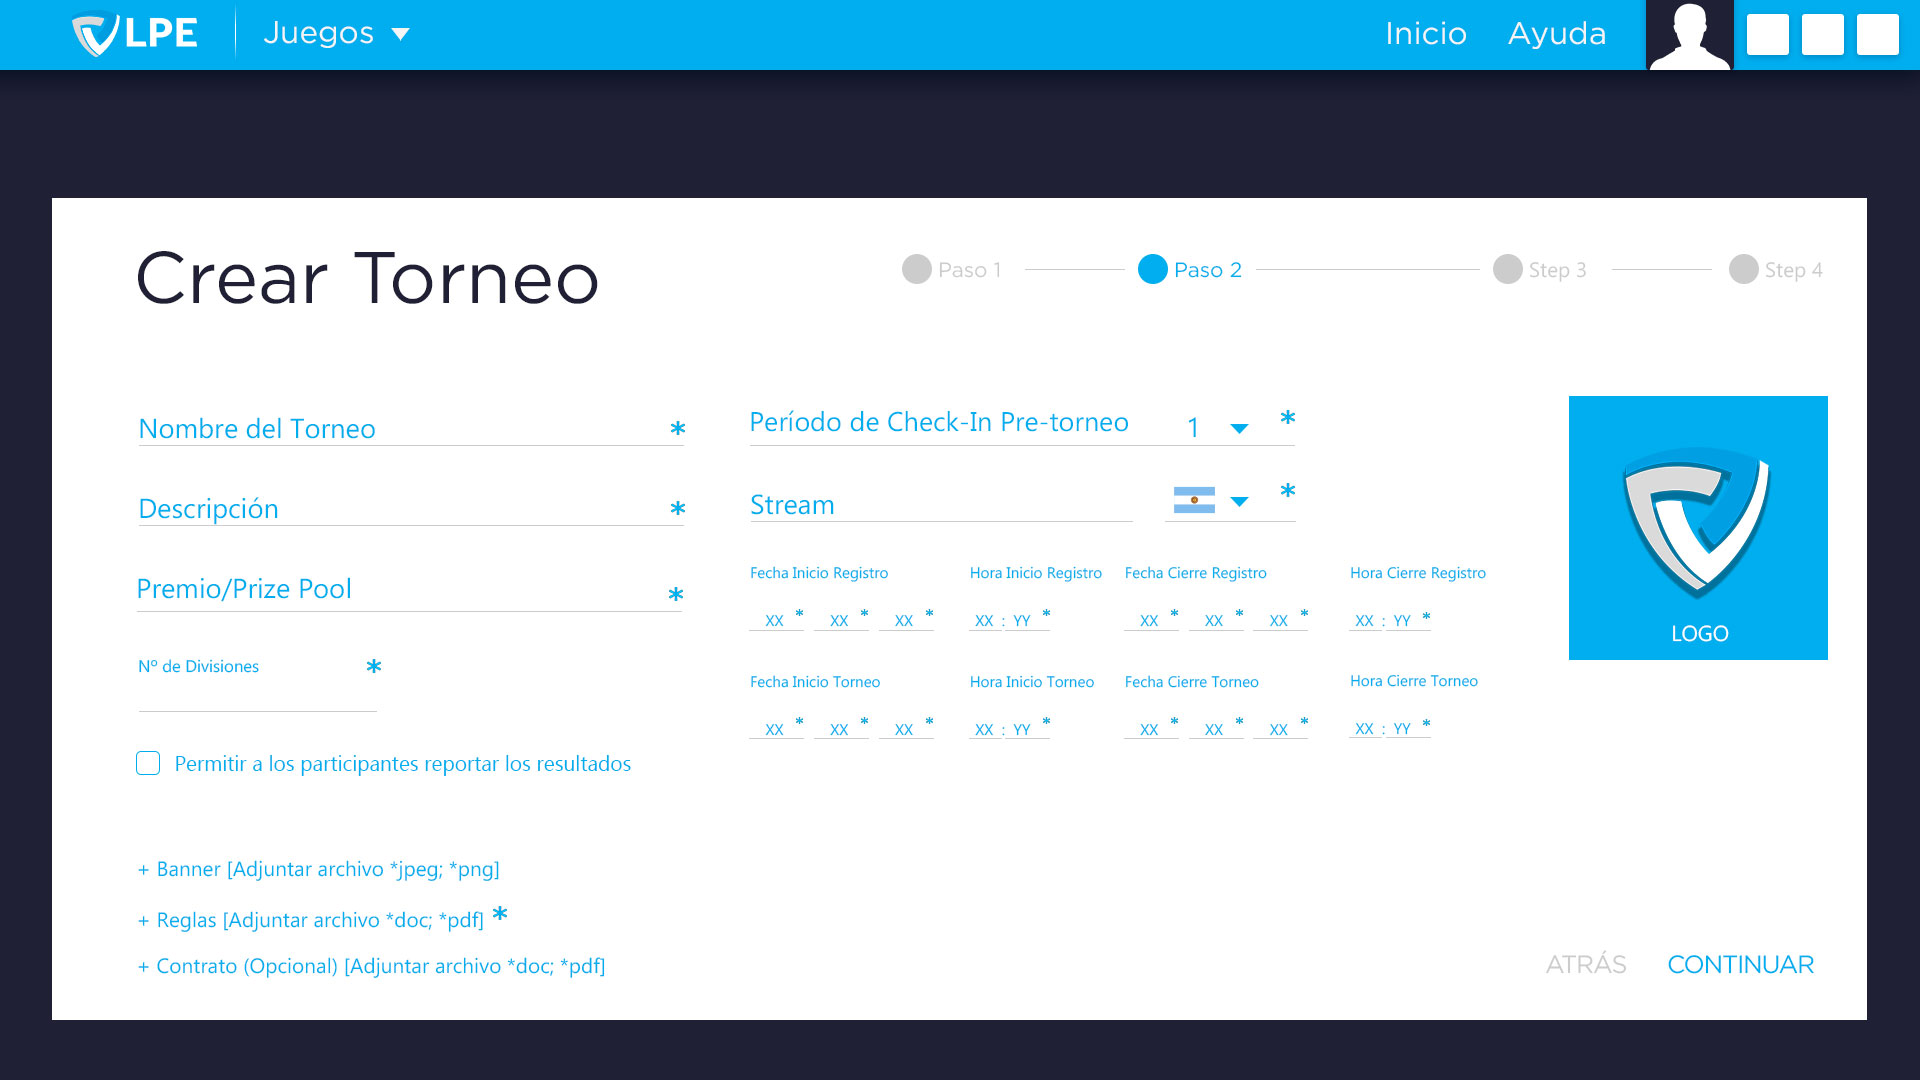 LPE
Juegos
Inicio
Ayuda
Crear Torneo
Paso 1
Paso 2
Step 3
Step 4
Nombre del Torneo *
Descripción *
Premio/Prize Pool *
Nº de Divisiones *
Permitir a los participantes reportar los resultados
+ Banner [Adjuntar archivo *jpeg; *png]
+ Reglas [Adjuntar archivo *doc; *pdf] *
+ Contrato (Opcional) [Adjuntar archivo *doc; *pdf]
Período de Check-In Pre-torneo 1 *
Stream *
Fecha Inicio Registro Hora Inicio Registro Fecha Cierre Registro Hora Cierre Registro
XX * XX * XX * XX : YY * XX * XX * XX * XX : YY *
Fecha Inicio Torneo Hora Inicio Torneo Fecha Cierre Torneo Hora Cierre Torneo
XX * XX * XX * XX : YY * XX * XX * XX * XX : YY *
LOGO
ATRÁS
CONTINUAR